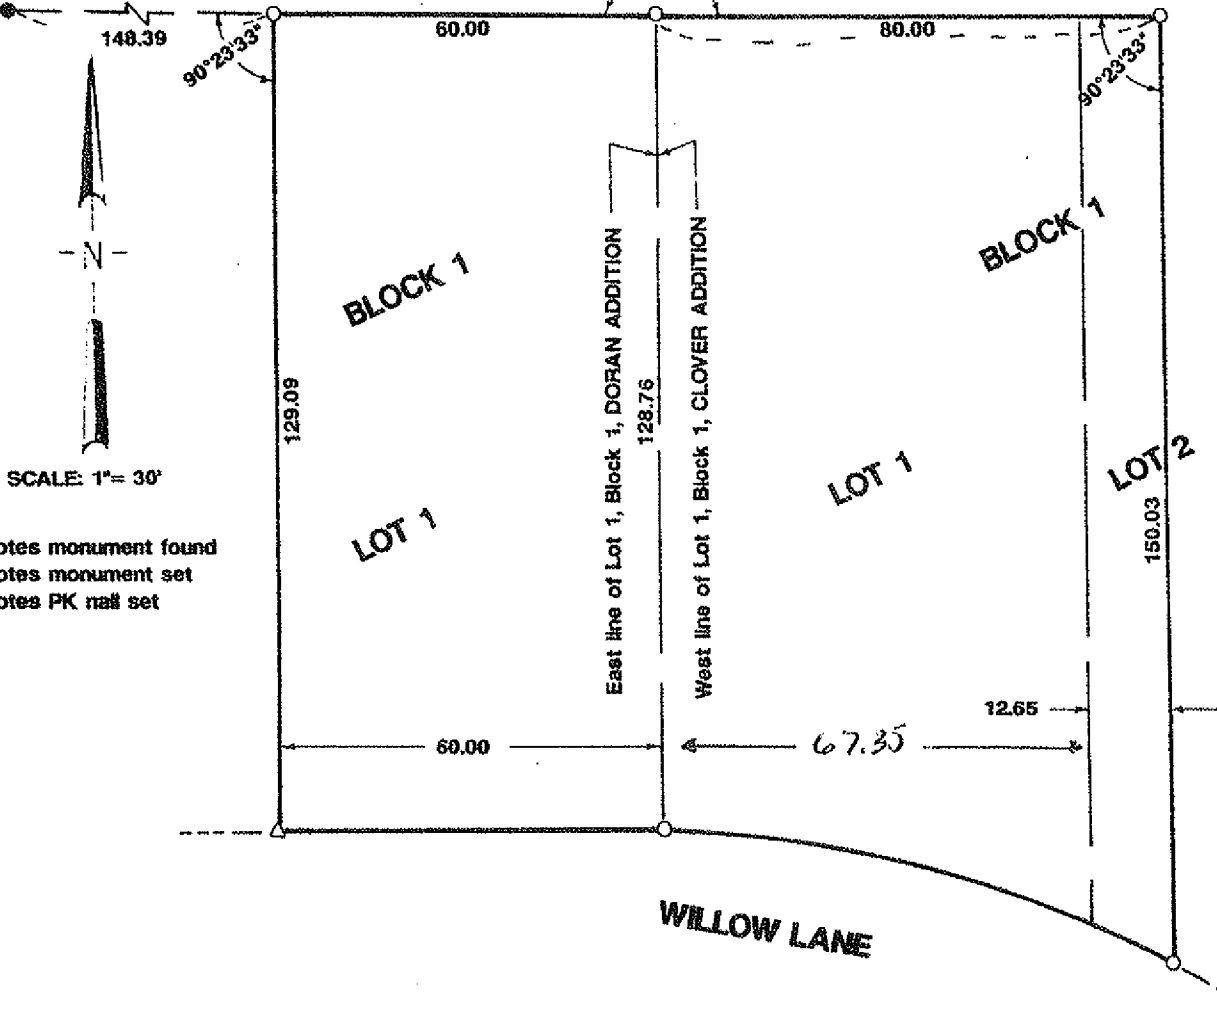 148.39
60.00
80.00
90°23'33"
90°23'33"
N
BLOCK 1
BLOCK 1
East line of Lot 1, Block 1, DORAN ADDITION
128.76
West line of Lot 1, Block 1, CLOVER ADDITION
129.09
LOT 1
LOT 1
LOT 2
150.03
SCALE: 1"= 30'
otes monument found
otes monument set
otes PK nail set
12.65
60.00
67.35
WILLOW LANE